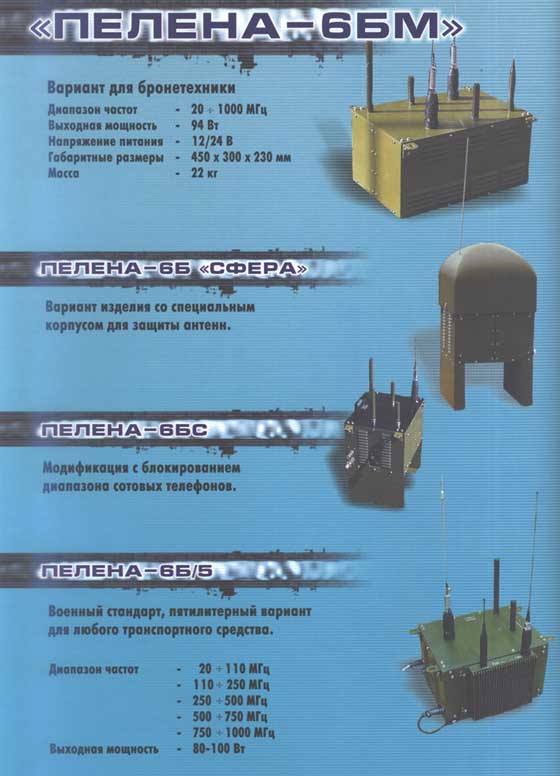 «ПЕЛЕНА-6БМ»
Вариант для бронетехники
Диапазон частот - 20 ÷ 1000 МГц
Выходная мощность - 94 Вт
Напряжение питания - 12/24 В
Габаритные размеры - 450 х 300 х 230 мм
Масса - 22 кг
ПЕЛЕНА-6Б «СФЕРА»
Вариант изделия со специальным
корпусом для защиты антенн.
ПЕЛЕНА-6БС
Модификация с блокированием
диапазона сотовых телефонов.
ПЕЛЕНА-6Б/5
Военный стандарт, пятилитерный вариант
для любого транспортного средства.
Диапазон частот - 20 ÷ 110 МГц
- 110 ÷ 250 МГц
- 250 ÷ 500 МГц
- 500 ÷ 750 МГц
- 750 ÷ 1000 МГц
Выходная мощность - 80-100 Вт